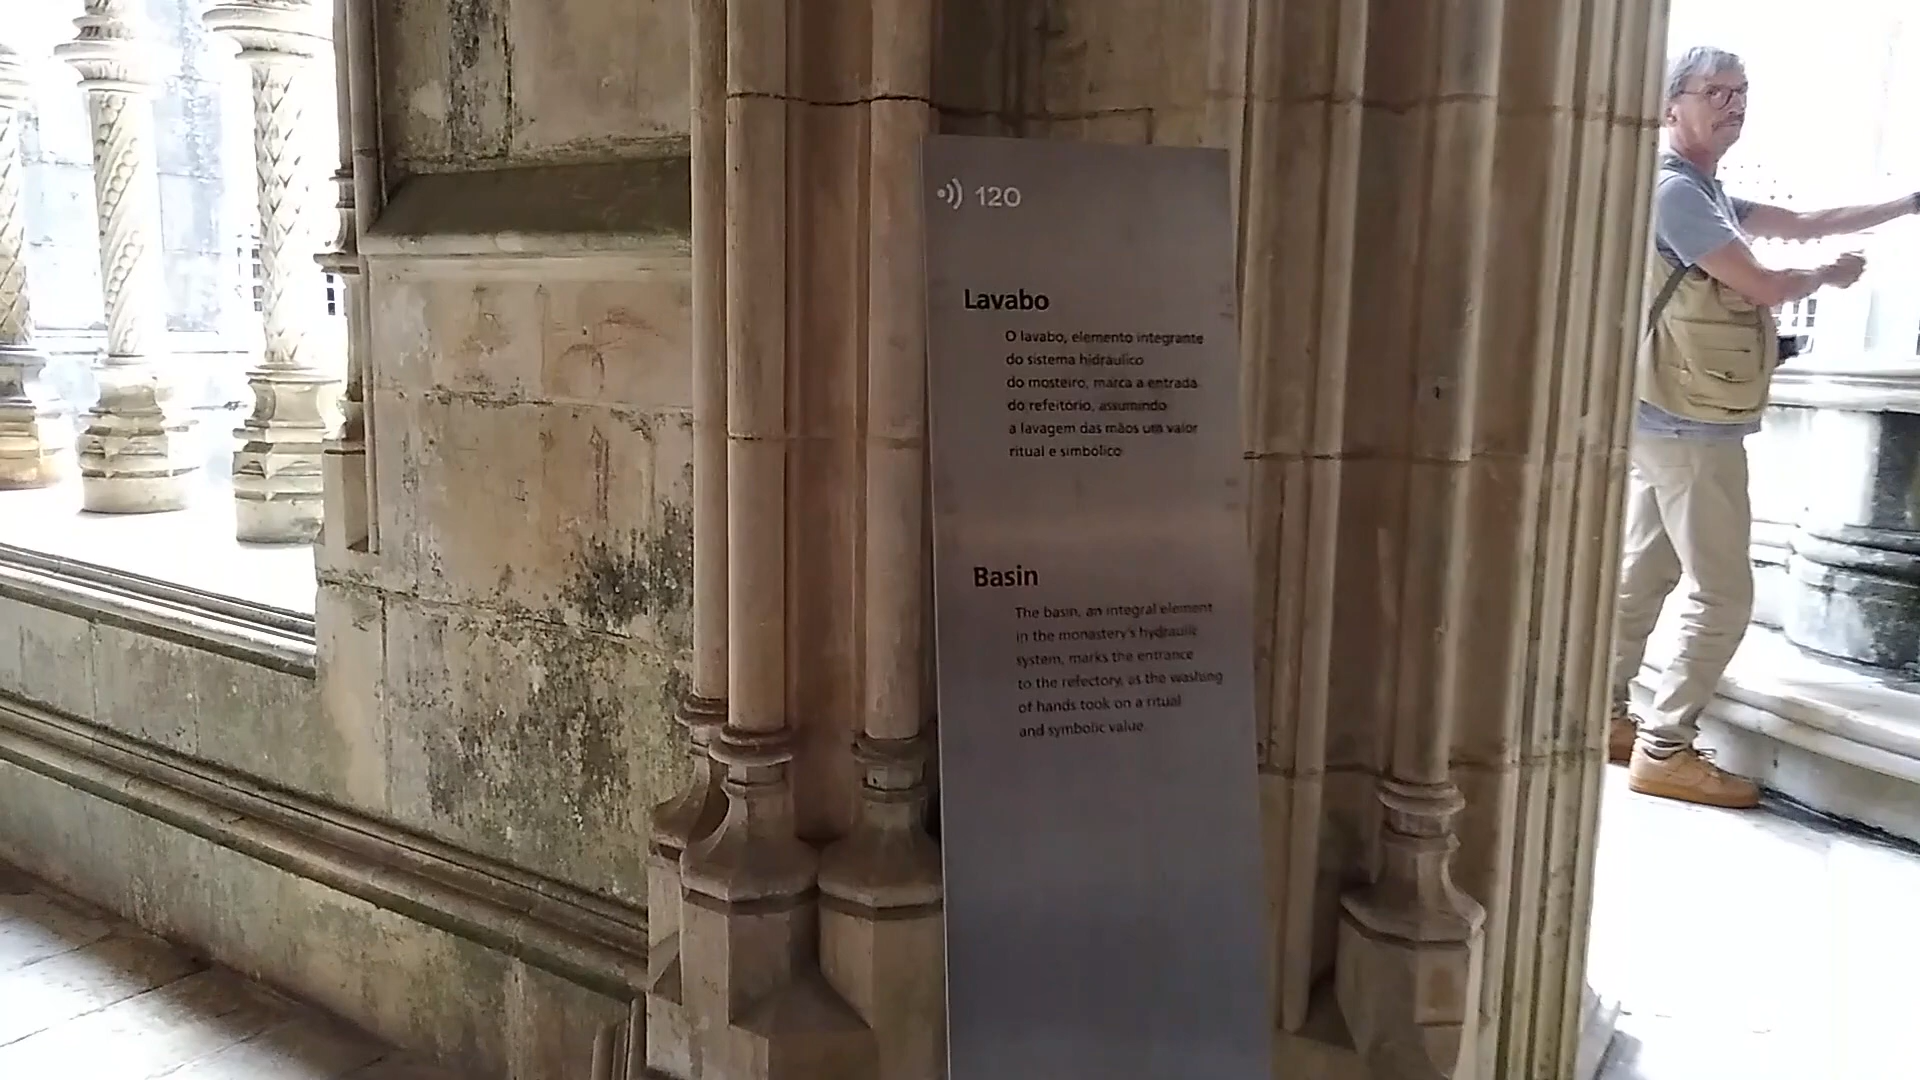 120
Lavabo
O lavabo, elemento integrante
do sistema hidráulico
do mosteiro, marca a entrada
do refeitório, assumindo
a lavagem das mãos um valor
ritual e simbólico
Basin
The basin, an integral element
in the monastery's hydraulic
system, marks the entrance
to the refectory, as the washing
of hands took on a ritual
and symbolic value.